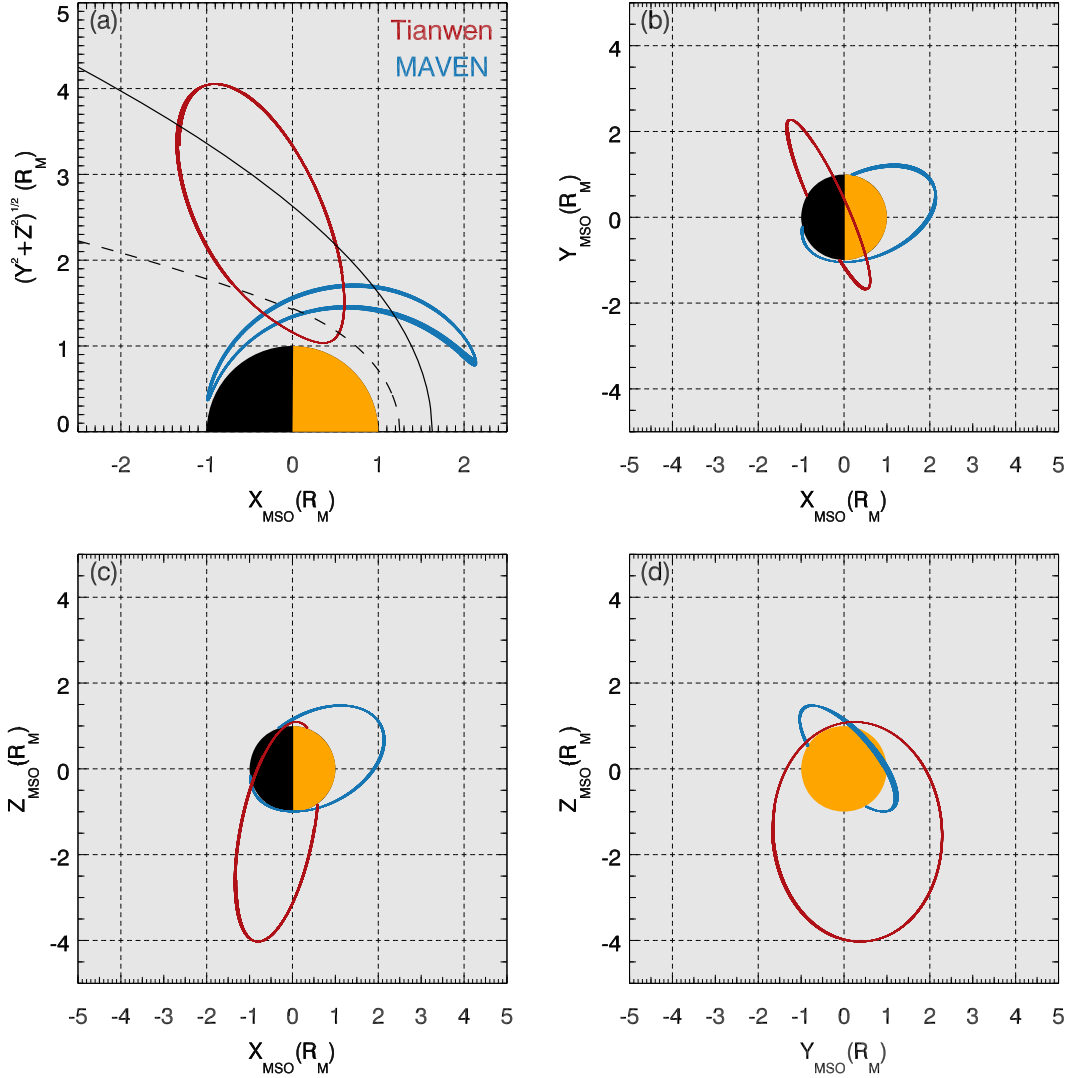 (a)
Tianwen
MAVEN
5
4
3
2
1
0
(Y²+Z²)^1/2 (R_M)
-2 -1 0 1 2
X_MSO (R_M)
(b)
4
2
0
-2
-4
Y_MSO (R_M)
-5 -4 -3 -2 -1 0 1 2 3 4 5
X_MSO (R_M)
(c)
4
2
0
-2
-4
Z_MSO (R_M)
-5 -4 -3 -2 -1 0 1 2 3 4 5
X_MSO (R_M)
(d)
4
2
0
-2
-4
Z_MSO (R_M)
-5 -4 -3 -2 -1 0 1 2 3 4 5
Y_MSO (R_M)